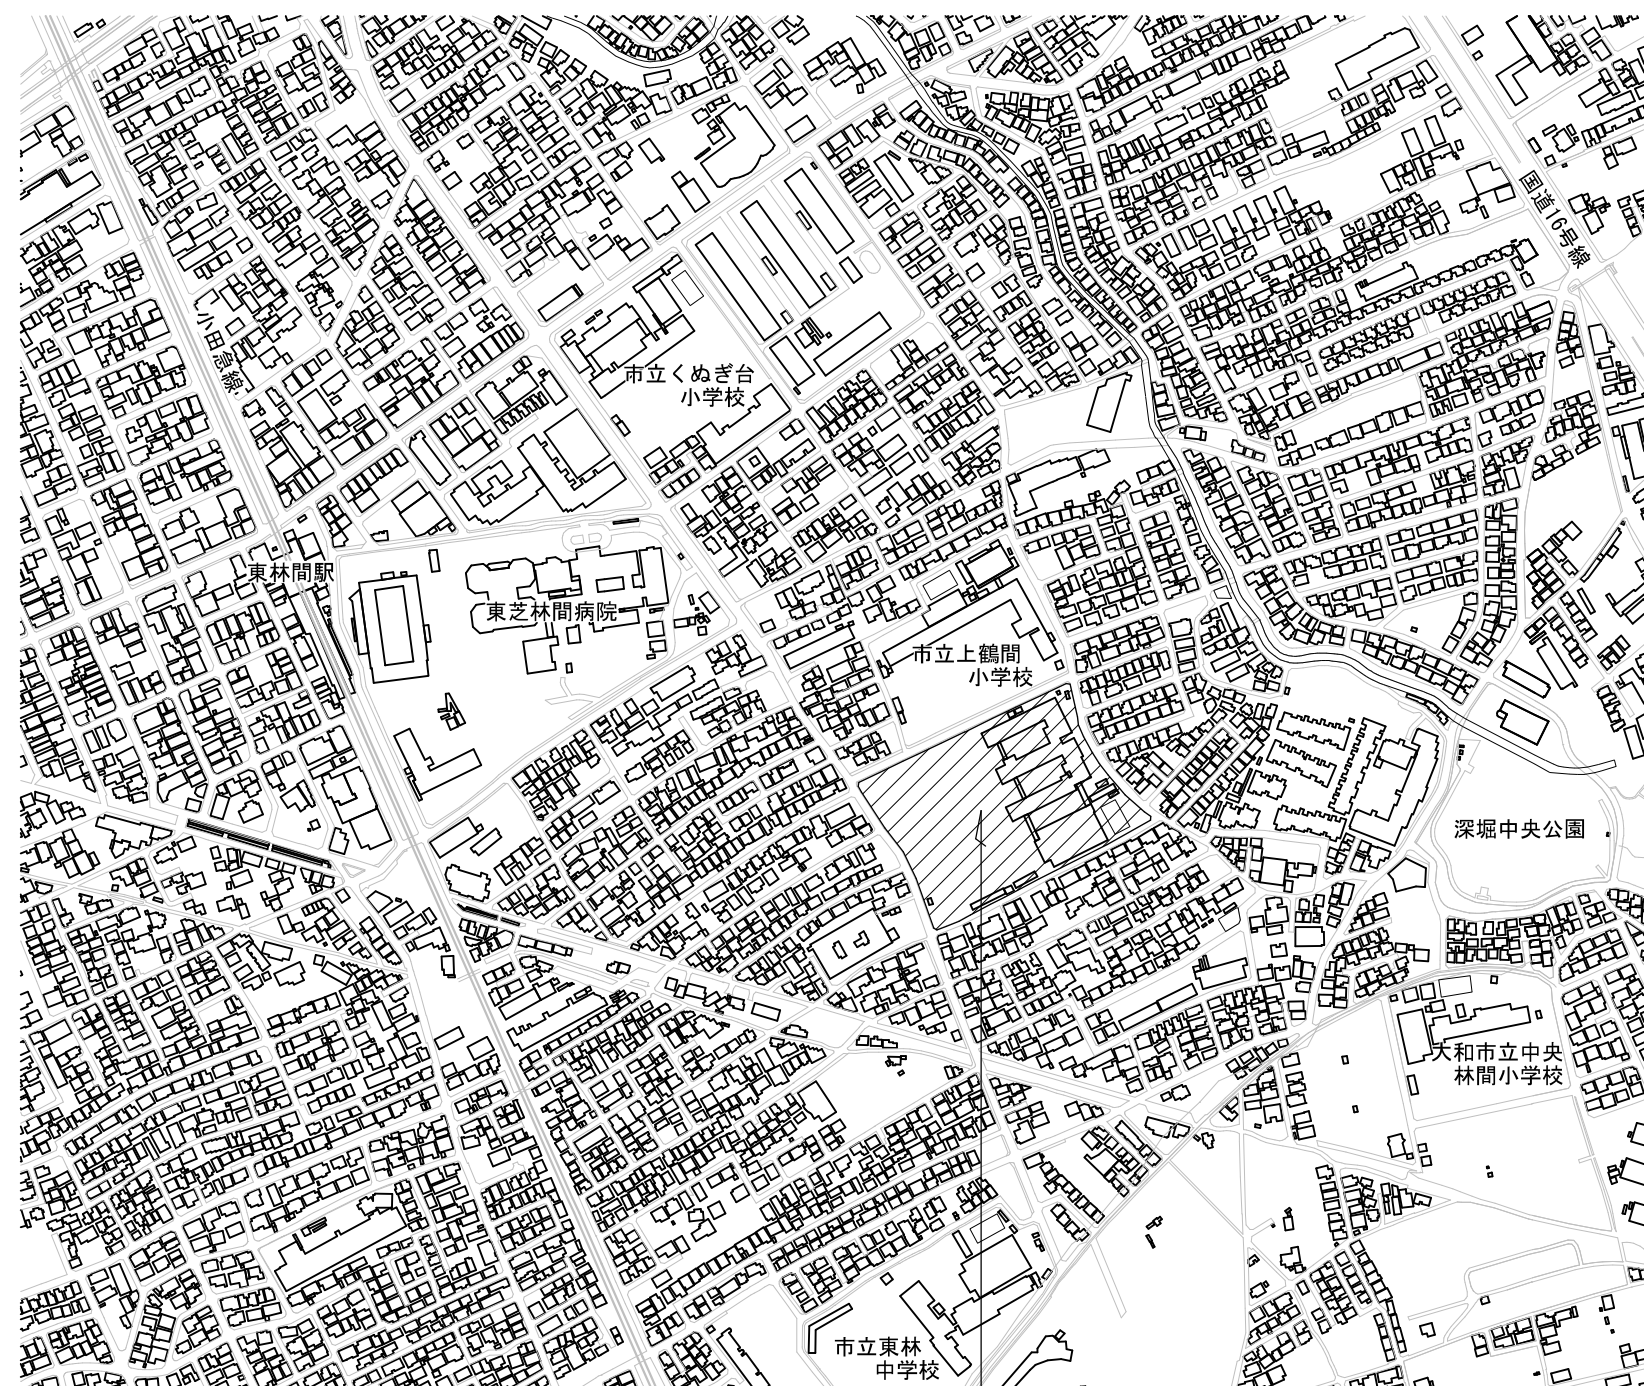 国道16号線
小田急線
市立くぬぎ台
小学校
東林間駅
東芝林間病院
市立上鶴間
小学校
深堀中央公園
大和市立中央
林間小学校
市立東林
中学校